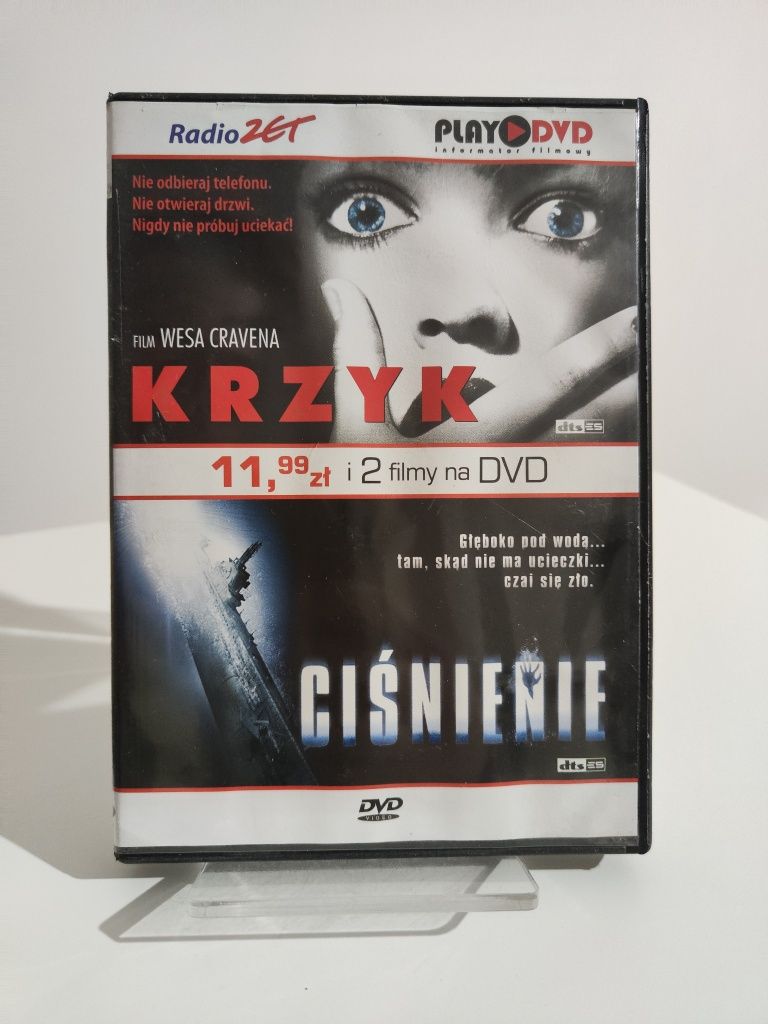 Radio ZET
PLAY DVD
informator filmowy
Nie odbieraj telefonu.
Nie otwieraj drzwi.
Nigdy nie próbuj uciekać!
FILM WESA CRAVENA
KRZYK
dts ES
11,99 zł i 2 filmy na DVD
Głęboko pod wodą...
tam, skąd nie ma ucieczki...
czai się zło.
CIŚNIENIE
dts ES
DVD
VIDEO